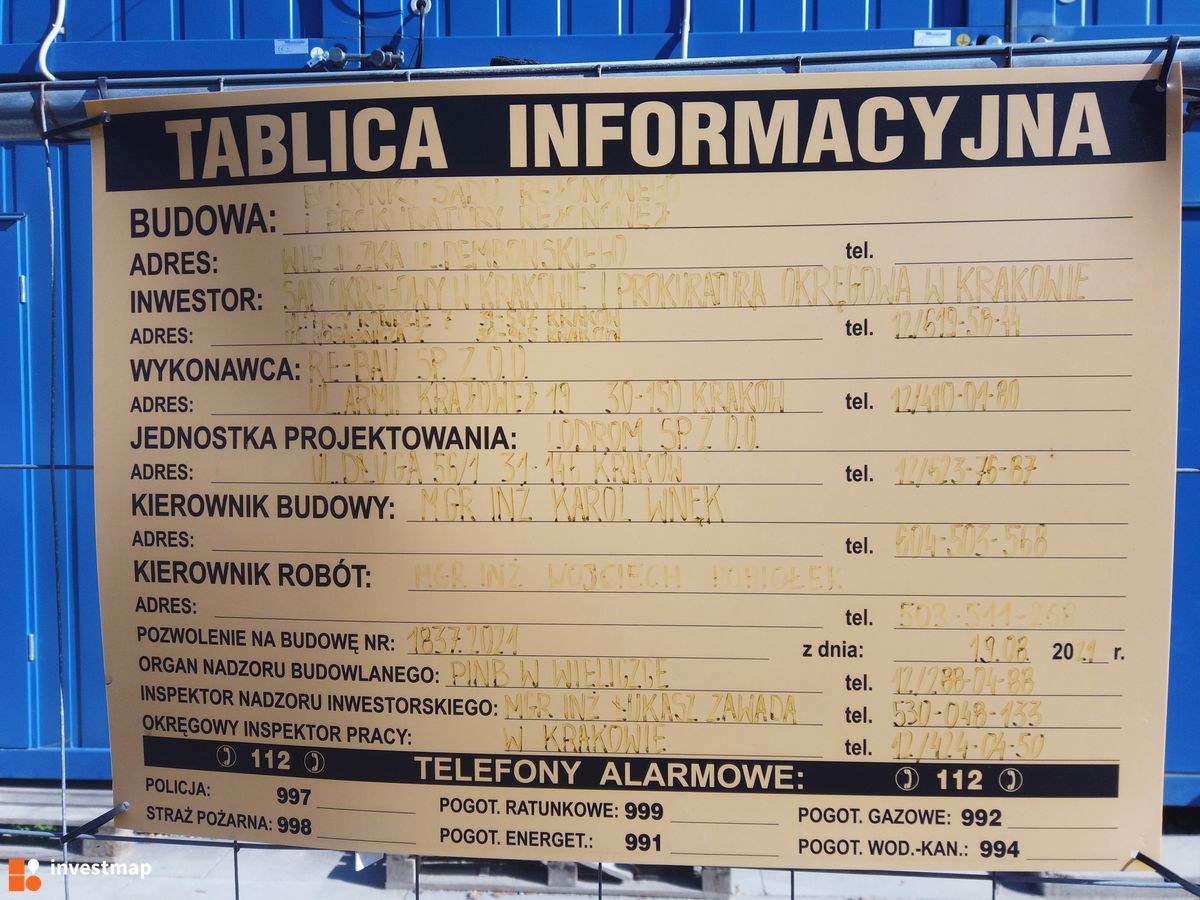 TABLICA INFORMACYJNA
BUDYNKI SĄDU REJONOWEGO
BUDOWA: I PROKURATURY REJONOWEJ
ADRES: WIELICZKA UL. DEMBOWSKIEGO tel.
INWESTOR: SĄD OKRĘGOWY W KRAKOWIE I PROKURATURA OKRĘGOWA W KRAKOWIE
ADRES: KRAKÓW KRAKÓW tel. 12/619-58-44
WYKONAWCA: RE-BAU SP. Z O.O.
ADRES: UL. ARMII KRAJOWEJ 19 30-150 KRAKÓW tel. 12/410-01-80
JEDNOSTKA PROJEKTOWANIA: LODROM SP. Z O.O.
ADRES: UL. DŁUGA 56/1 31-146 KRAKÓW tel. 12/623-76-87
KIEROWNIK BUDOWY: MGR INŻ KAROL WNĘK
ADRES: tel. 604-503-568
KIEROWNIK ROBÓT: MGR INŻ WOJCIECH POPIOŁEK
ADRES: tel. 503-511-268
POZWOLENIE NA BUDOWĘ NR: 1837.2021 z dnia: 19.08 2021 r.
ORGAN NADZORU BUDOWLANEGO: PINB W WIELICZCE tel. 12/288-04-88
INSPEKTOR NADZORU INWESTORSKIEGO: MGR INŻ ŁUKASZ ZAWADA tel. 530-048-133
OKRĘGOWY INSPEKTOR PRACY: W KRAKOWIE tel. 12/424-04-50
112 TELEFONY ALARMOWE: 112
POLICJA: 997 POGOT. RATUNKOWE: 999 POGOT. GAZOWE: 992
STRAŻ POŻARNA: 998 POGOT. ENERGET.: 991 POGOT. WOD.-KAN.: 994
investmap